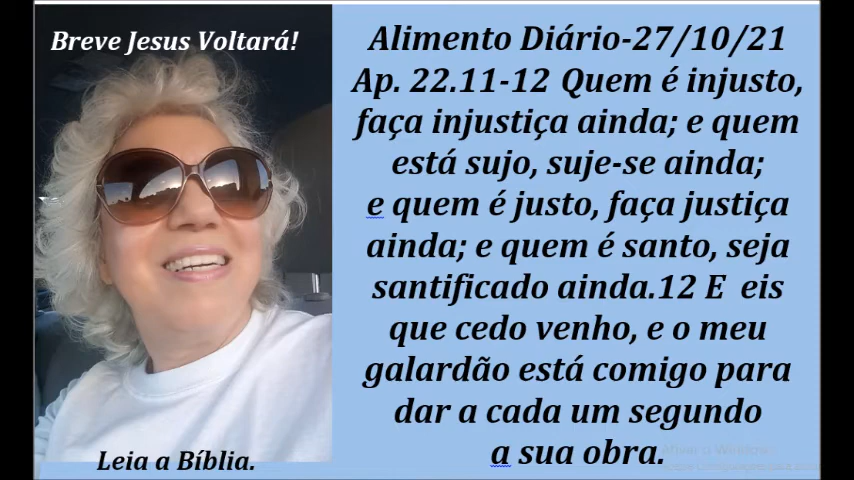 Breve Jesus Voltará!
Leia a Bíblia.
Alimento Diário-27/10/21
Ap. 22.11-12 Quem é injusto,
faça injustiça ainda; e quem
está sujo, suje-se ainda;
e quem é justo, faça justiça
ainda; e quem é santo, seja
santificado ainda.12 E eis
que cedo venho, e o meu
galardão está comigo para
dar a cada um segundo
a sua obra.
Ativar o Windows